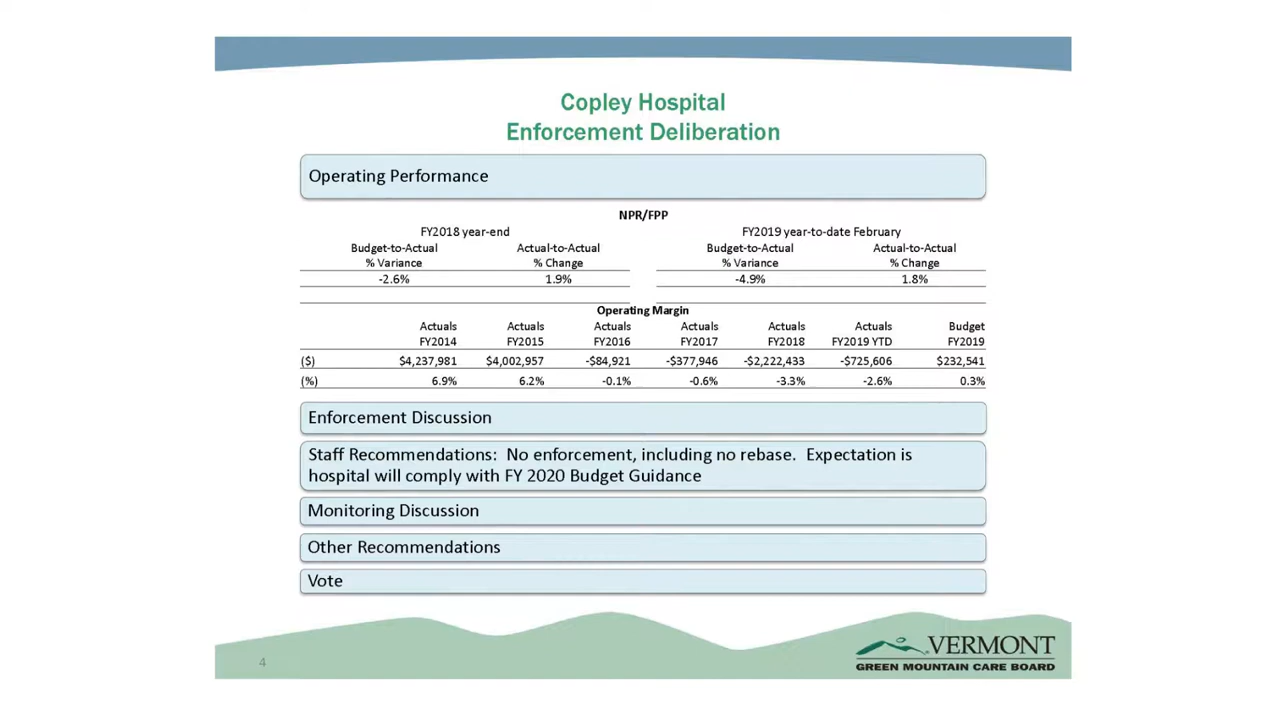 Copley Hospital
Enforcement Deliberation
Operating Performance
NPR/FPP
FY2018 year-end FY2019 year-to-date February
Budget-to-Actual Actual-to-Actual Budget-to-Actual Actual-to-Actual
% Variance % Change % Variance % Change
-2.6% 1.9% -4.9% 1.8%
Operating Margin
Actuals Actuals Actuals Actuals Actuals Actuals Budget
FY2014 FY2015 FY2016 FY2017 FY2018 FY2019 YTD FY2019
($) $4,237,981 $4,002,957 -$84,921 -$377,946 -$2,222,433 -$725,606 $232,541
(%) 6.9% 6.2% -0.1% -0.6% -3.3% -2.6% 0.3%
Enforcement Discussion
Staff Recommendations: No enforcement, including no rebase. Expectation is
hospital will comply with FY 2020 Budget Guidance
Monitoring Discussion
Other Recommendations
Vote
4
VERMONT
GREEN MOUNTAIN CARE BOARD